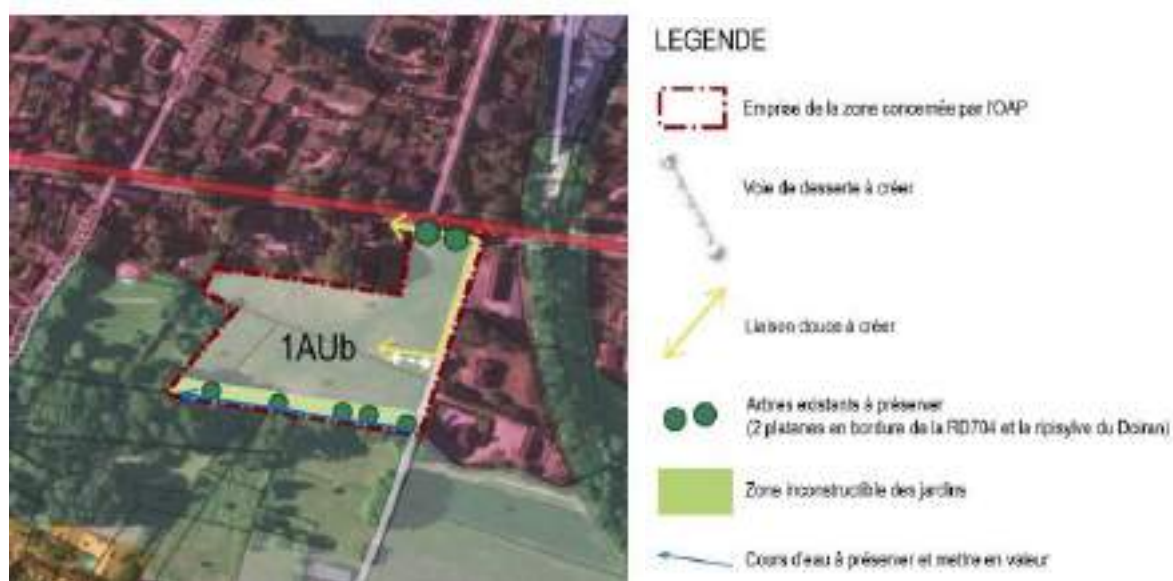 LEGENDE
Emprise de la zone concernée par l'OAP
Voie de desserte à créer
1AUb
Liaison douce à créer
Arbres existants à préserver
(2 platanes en bordure de la RD704 et la ripisylve du Doiran)
Zone inconstructible des jardins
Cours d'eau à préserver et mettre en valeur